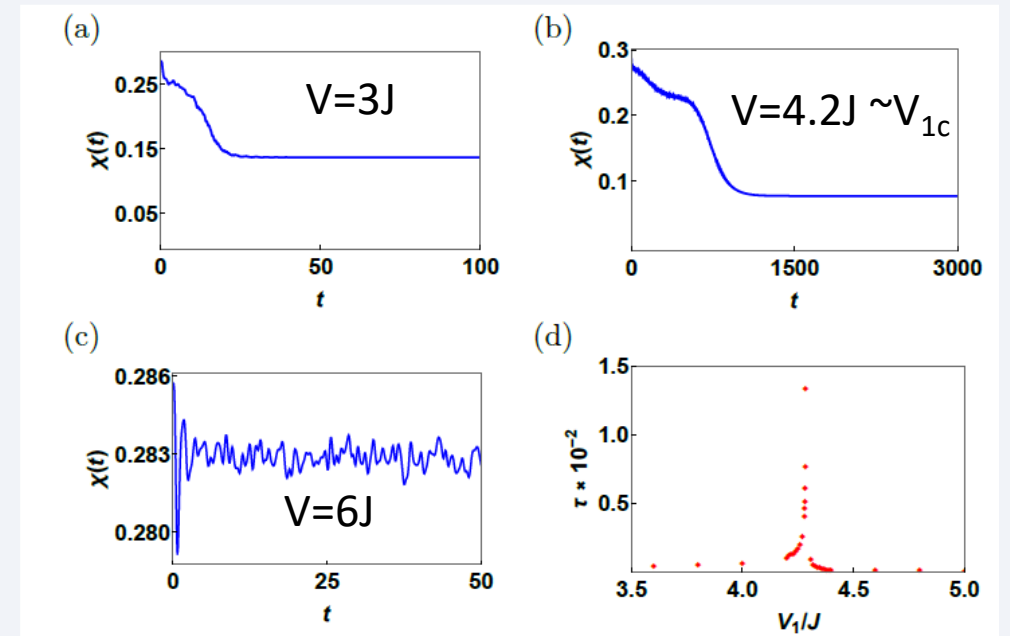 (a)
0.25
0.15
0.05
χ(t)
V=3J
0
50
100
t
(b)
0.3
0.2
0.1
χ(t)
V=4.2J ~V1c
0
1500
3000
t
(c)
0.286
0.283
0.280
χ(t)
V=6J
0
25
50
t
(d)
1.5
1.0
0.5
τ × 10⁻²
3.5
4.0
4.5
5.0
V₁/J